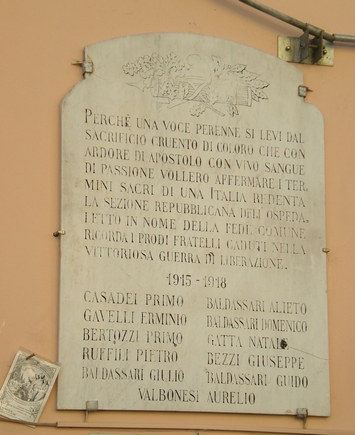 PERCHÈ UNA VOCE PERENNE SI LEVI DAL
SACRIFICIO CRUENTO DI COLORO CHE CON
ARDORE DI APOSTOLO CON VIVO SANGUE
DI PASSIONE VOLLERO AFFERMARE I TER.
MINI SACRI DI UNA ITALIA REDENTA
LA SEZIONE REPUBBLICANA DELL'OSPEDA.
LETTO IN NOME DELLA FEDE COMUNE
RICORDA I PRODI FRATELLI CADUTI NELLA
VITTORIOSA GUERRA DI LIBERAZIONE.
1915-1918
CASADEI PRIMO BALDASSARI ALIETO
GAVELLI ERMINIO BALDASSARI DOMENICO
BERTOZZI PRIMO GATTA NATALE
RUFFILLI PIETRO BEZZI GIUSEPPE
BALDASSARI GIULIO BALDASSARI GUIDO
VALBONESI AURELIO